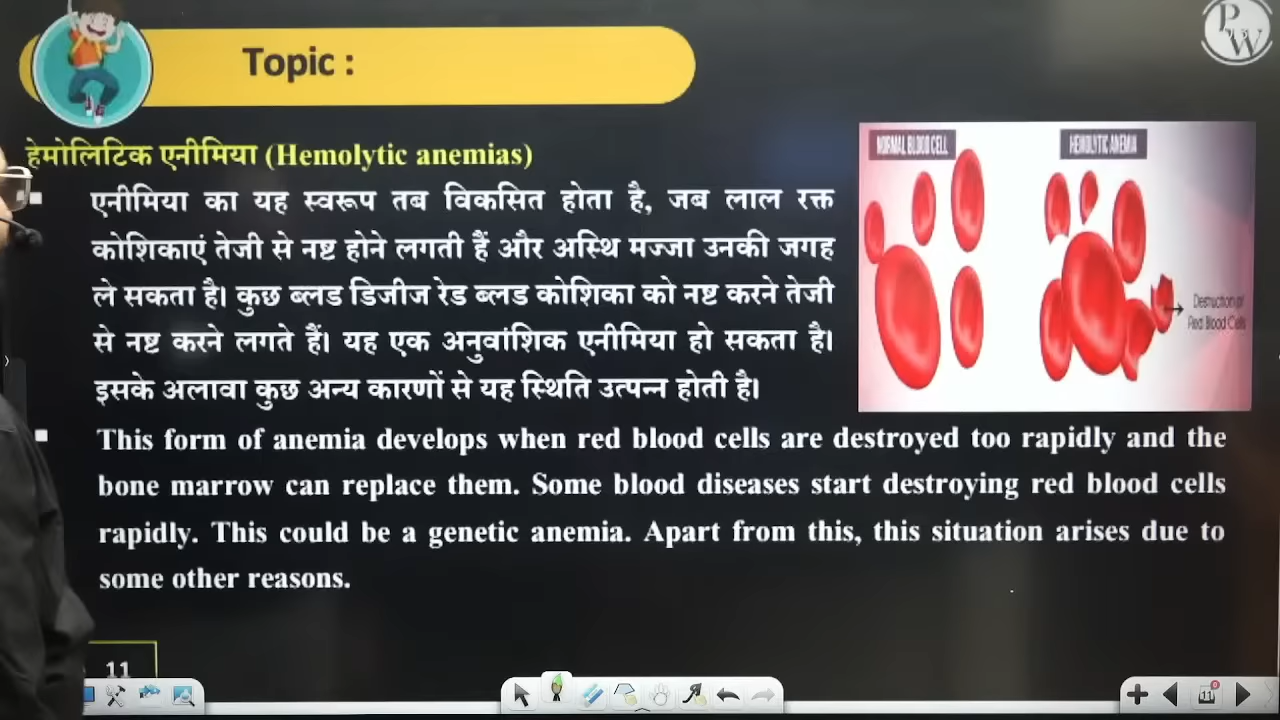 Topic :
PW
हेमोलिटिक एनीमिया (Hemolytic anemias)
एनीमिया का यह स्वरूप तब विकसित होता है, जब लाल रक्त
कोशिकाएं तेजी से नष्ट होने लगती हैं और अस्थि मज्जा उनकी जगह
ले सकता है। कुछ ब्लड डिजीज रेड ब्लड कोशिका को नष्ट करने तेजी
से नष्ट करने लगते हैं। यह एक अनुवांशिक एनीमिया हो सकता है।
इसके अलावा कुछ अन्य कारणों से यह स्थिति उत्पन्न होती है।
NORMAL BLOOD CELL
HEMOLYTIC ANEMIA
Destruction of
Red Blood Cells
This form of anemia develops when red blood cells are destroyed too rapidly and the
bone marrow can replace them. Some blood diseases start destroying red blood cells
rapidly. This could be a genetic anemia. Apart from this, this situation arises due to
some other reasons.
11
11